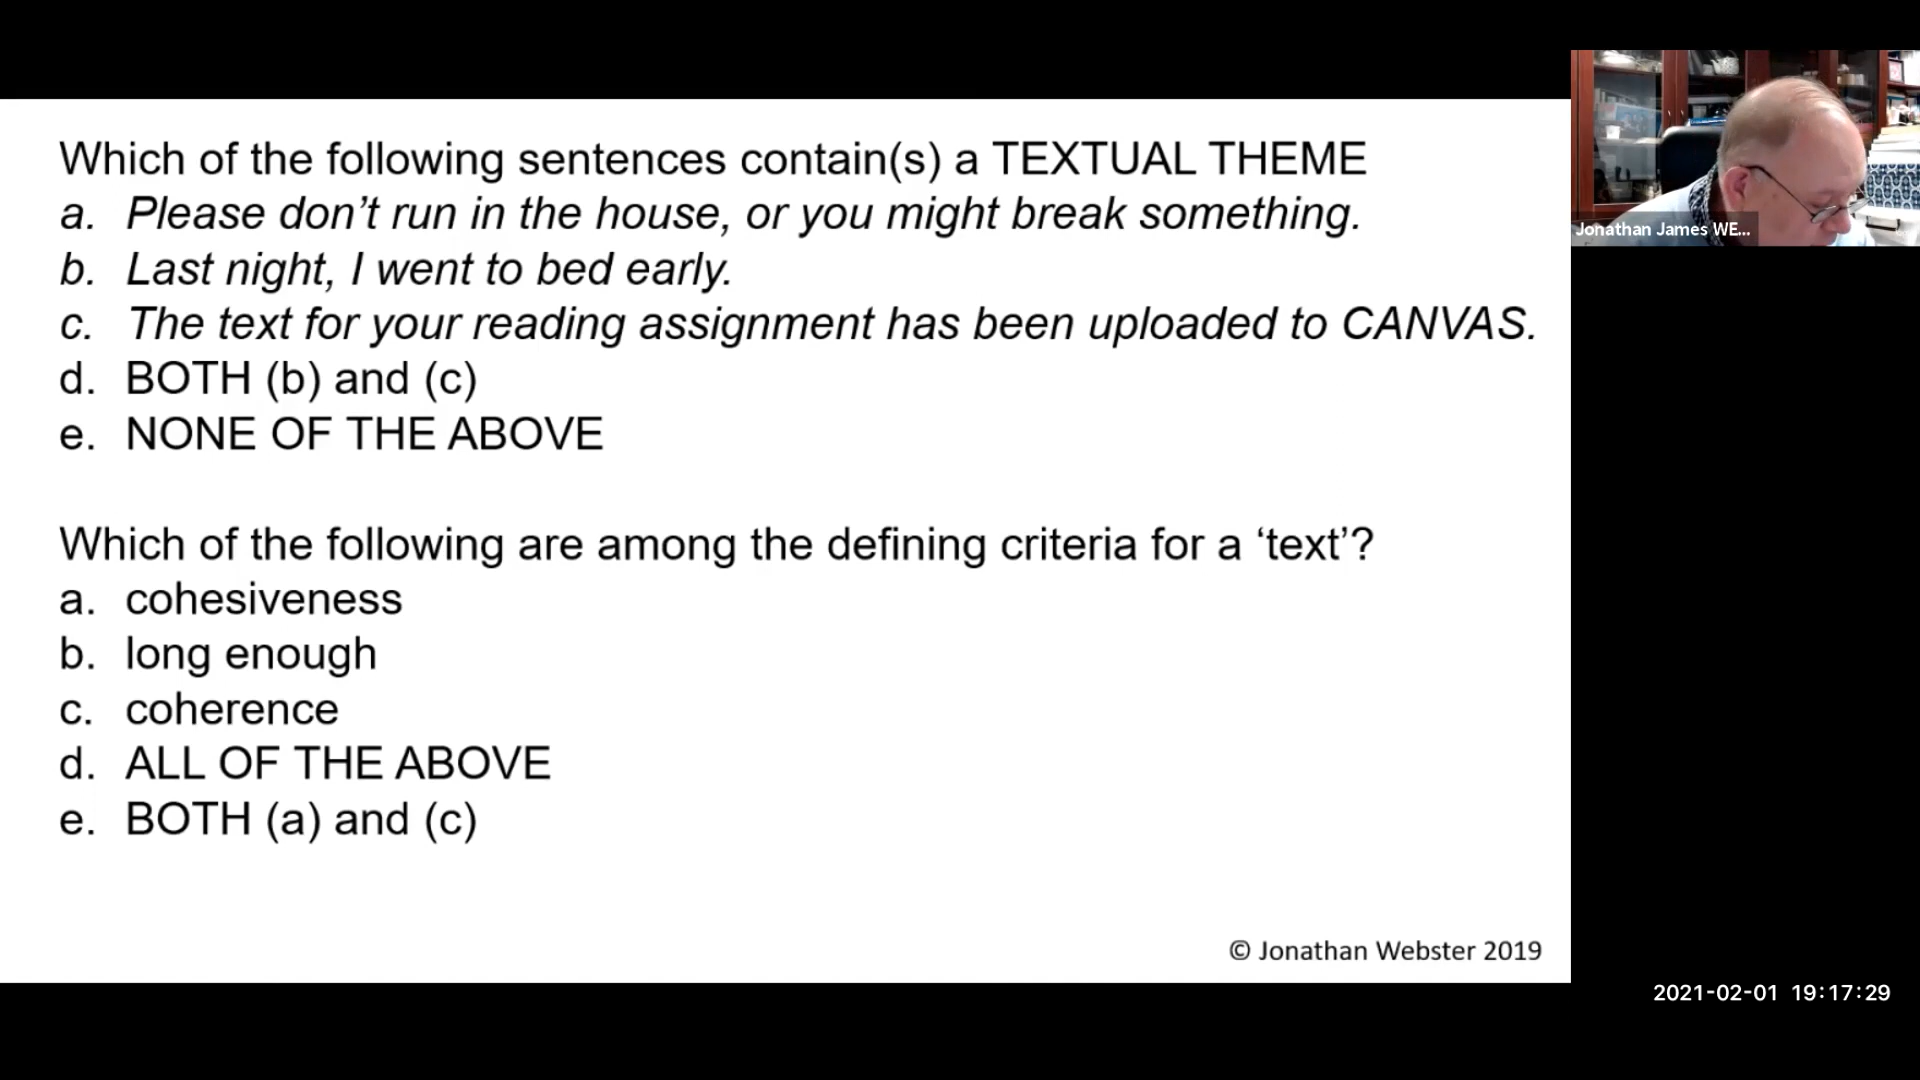 Which of the following sentences contain(s) a TEXTUAL THEME
a. Please don’t run in the house, or you might break something.
b. Last night, I went to bed early.
c. The text for your reading assignment has been uploaded to CANVAS.
d. BOTH (b) and (c)
e. NONE OF THE ABOVE
Which of the following are among the defining criteria for a ‘text’?
a. cohesiveness
b. long enough
c. coherence
d. ALL OF THE ABOVE
e. BOTH (a) and (c)
© Jonathan Webster 2019
Jonathan James WE...
2021-02-01 19:17:29